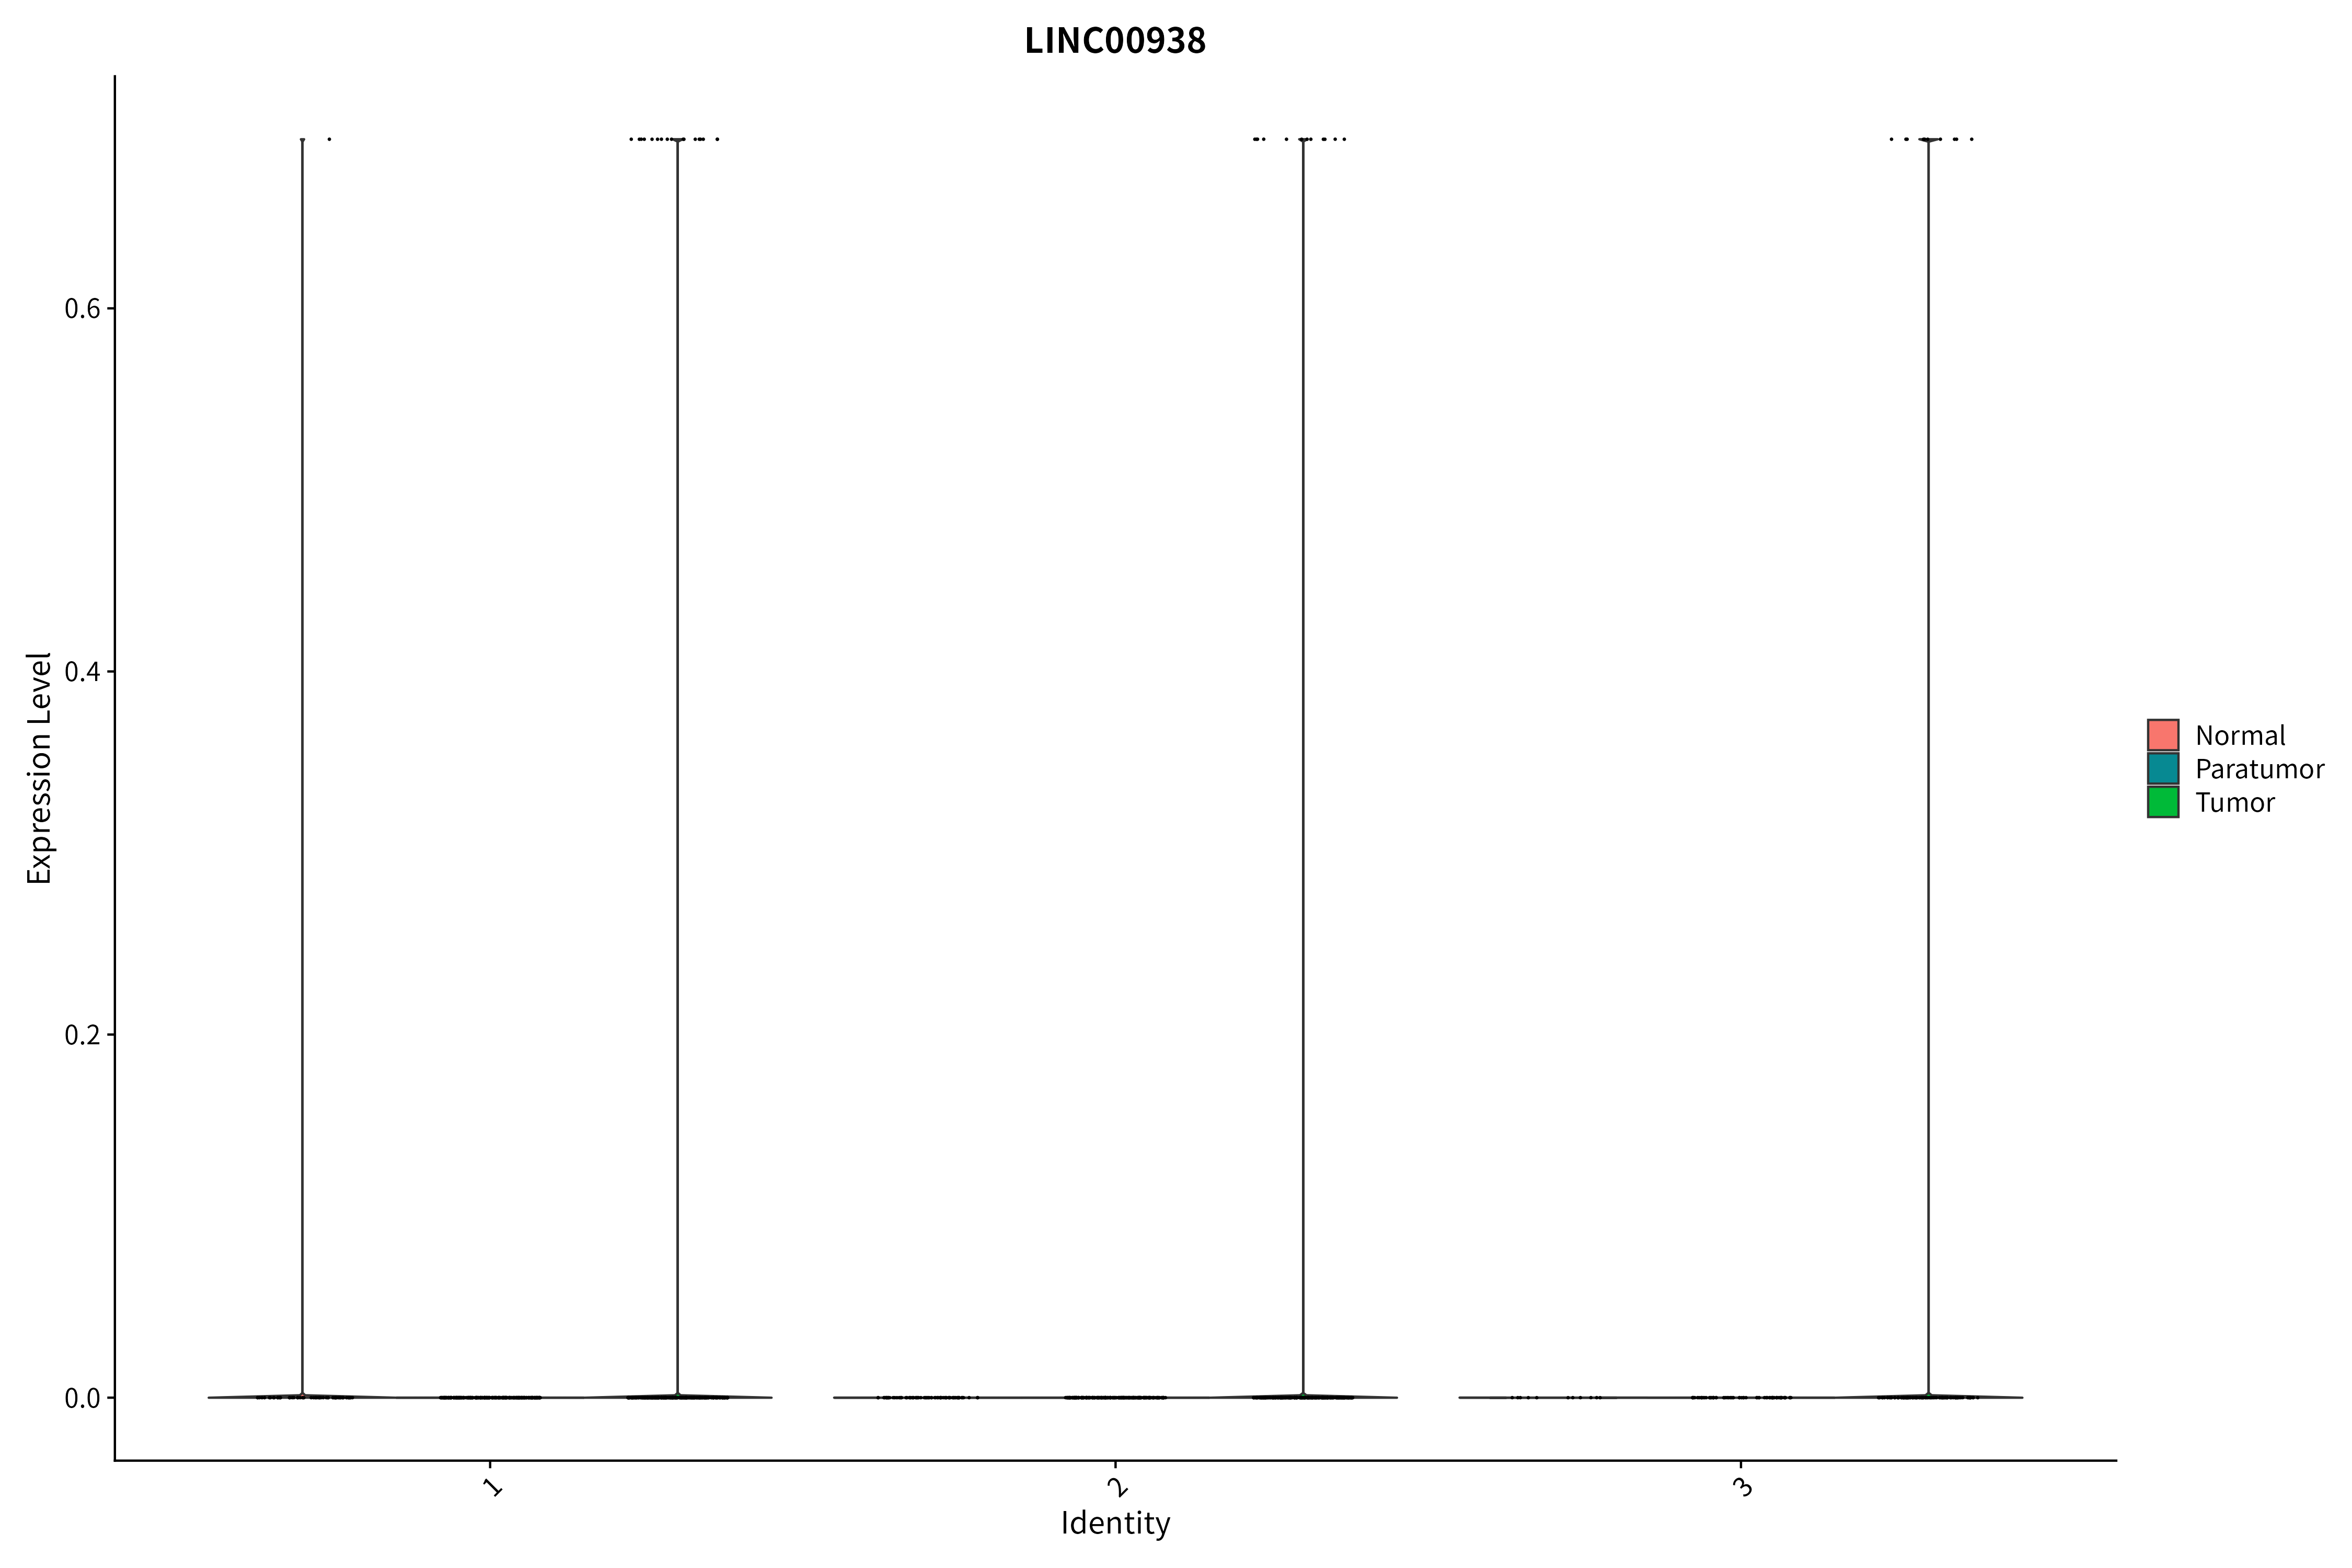 LINC00938
Expression Level
0.6
0.4
0.2
0.0
1
2
3
Identity
Normal
Paratumor
Tumor